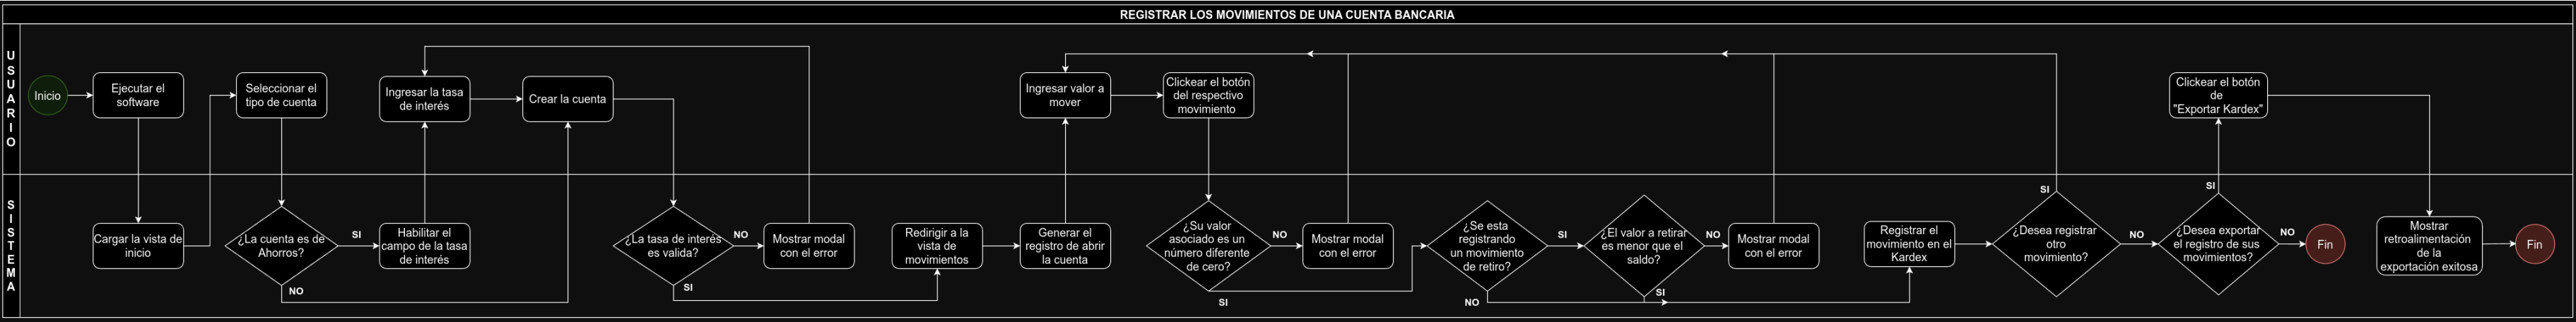 REGISTRAR LOS MOVIMIENTOS DE UNA CUENTA BANCARIA
USUARIO
Inicio
Ejecutar el
software
Seleccionar el
tipo de cuenta
Ingresar la tasa
de interés
Crear la cuenta
Ingresar valor a
mover
Clickear el botón
del respectivo
movimiento
Clickear el botón
de
"Exportar Kardex"
SISTEMA
Cargar la vista de
inicio
¿La cuenta es de
Ahorros?
SI
NO
Habilitar el
campo de la tasa
de interés
¿La tasa de interés
es valida?
NO
SI
Mostrar modal
con el error
Redirigir a la
vista de
movimientos
Generar el
registro de abrir
la cuenta
¿Su valor
asociado es un
número diferente
de cero?
NO
SI
Mostrar modal
con el error
¿Se esta
registrando
un movimiento
de retiro?
SI
NO
¿El valor a retirar
es menor que el
saldo?
NO
SI
Mostrar modal
con el error
Registrar el
movimiento en el
Kardex
¿Desea registrar
otro
movimiento?
SI
NO
¿Desea exportar
el registro de sus
movimientos?
SI
NO
Fin
Mostrar
retroalimentación
de la
exportación exitosa
Fin